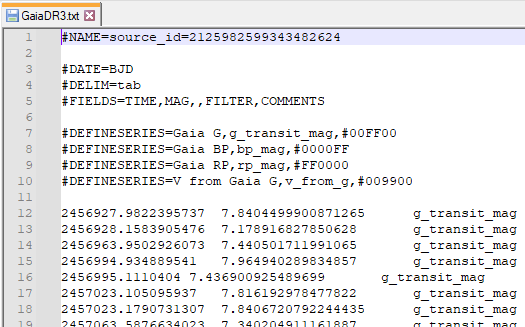 GaiaDR3.txt
1 #NAME=source_id=2125982599343482624
2
3 #DATE=BJD
4 #DELIM=tab
5 #FIELDS=TIME,MAG,,FILTER,COMMENTS
6
7 #DEFINESERIES=Gaia G,g_transit_mag,#00FF00
8 #DEFINESERIES=Gaia BP,bp_mag,#0000FF
9 #DEFINESERIES=Gaia RP,rp_mag,#FF0000
10 #DEFINESERIES=V from Gaia G,v_from_g,#009900
11
12 2456927.9822395737 7.8404499900871265 g_transit_mag
13 2456928.1583905476 7.178916827850628 g_transit_mag
14 2456963.9502926073 7.440501711991065 g_transit_mag
15 2456994.934889541 7.964940289834857 g_transit_mag
16 2456995.1110404 7.436900925489699 g_transit_mag
17 2457023.105095937 7.816192978477822 g_transit_mag
18 2457023.1790731307 7.8406720792244435 g_transit_mag
19 2457063.5876634023 7.340204911161887 g_transit_mag